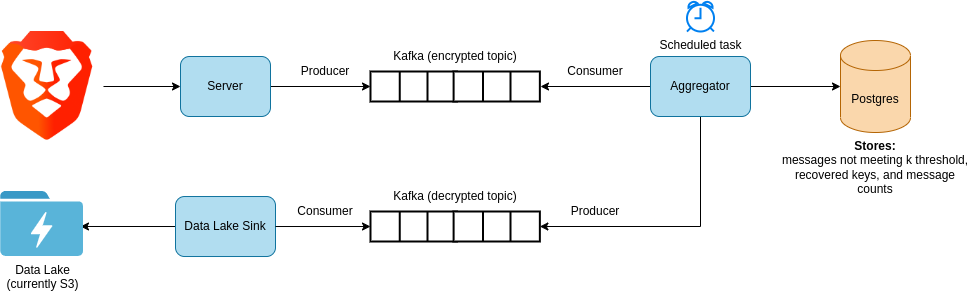 Scheduled task
Kafka (encrypted topic)
Producer
Consumer
Server
Aggregator
Postgres
Stores:
messages not meeting k threshold,
recovered keys, and message
counts
Kafka (decrypted topic)
Consumer
Producer
Data Lake Sink
Data Lake
(currently S3)